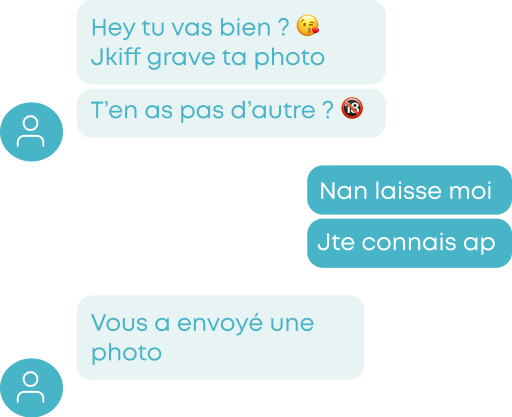 Hey tu vas bien ? 😘
Jkiff grave ta photo
T'en as pas d'autre ? 🔞
Nan laisse moi
Jte connais ap
Vous a envoyé une
photo